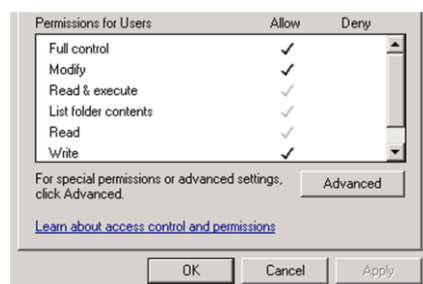 Permissions for Users Allow Deny
Full control
Modify
Read & execute
List folder contents
Read
Write
For special permissions or advanced settings,
click Advanced.
Advanced
Learn about access control and permissions
OK Cancel Apply